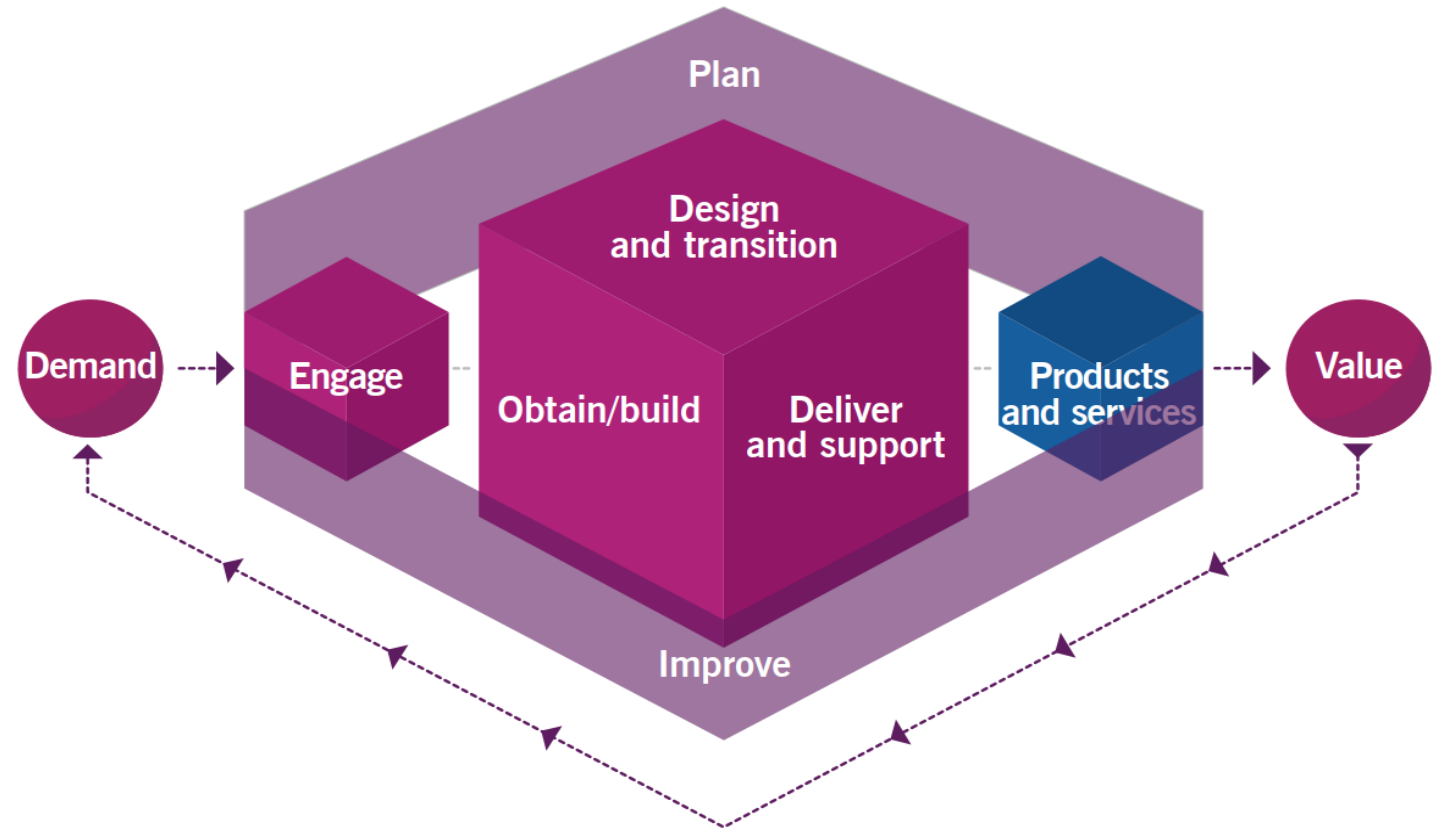 Plan
Design
and transition
Demand
Engage
Obtain/build
Deliver
and support
Products
and services
Value
Improve